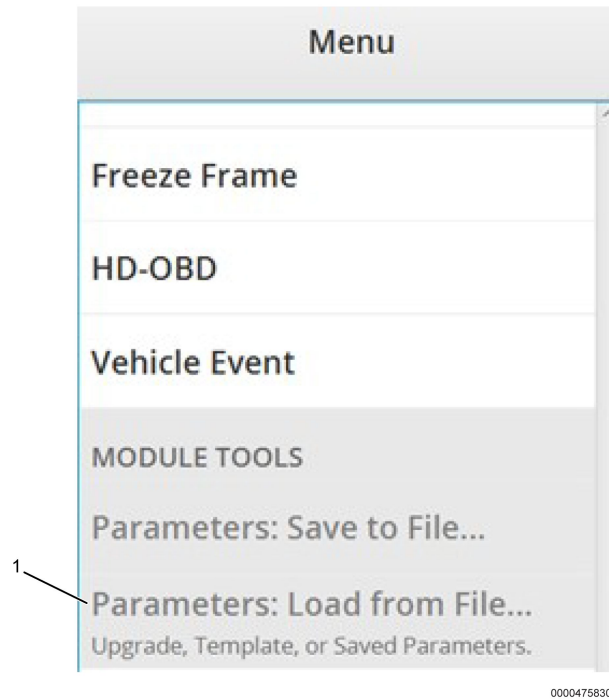 Menu
Freeze Frame
HD-OBD
Vehicle Event
MODULE TOOLS
Parameters: Save to File...
1
Parameters: Load from File...
Upgrade, Template, or Saved Parameters.
0000475830